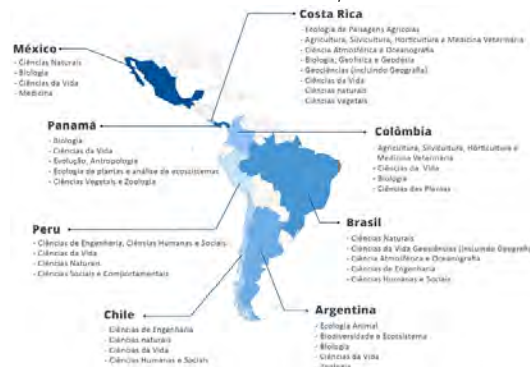 Costa Rica
- Ecologia de Paisagens Agrícolas
- Agricultura, Silvicultura, Horticultura e Medicina Veterinária
- Ciência Atmosférica e Oceanografia
- Biologia, Geofísica e Geodésia
- Geociências (incluindo Geografia)
- Ciências da Vida
- Ciências naturais
- Ciências Vegetais
México
- Ciências Naturais
- Biologia
- Ciências da Vida
- Medicina
Panamá
- Biologia
- Ciências da Vida
- Evolução, Antropologia
- Ecologia de plantas e análise de ecossistemas
- Ciências Vegetais e Zoologia
Colômbia
- Agricultura, Silvicultura, Horticultura e
Medicina Veterinária
- Ciências da Vida
- Biologia
- Ciências das Plantas
Peru
- Ciências de Engenharia, Ciências Humanas e Sociais
- Ciências da Vida
- Ciências Naturais
- Ciências Sociais e Comportamentais
Brasil
- Ciências Naturais
- Ciências da Vida Geociências (incluindo Geografia
- Ciência Atmosférica e Oceanografia
- Ciências de Engenharia
- Ciências Humanas e Sociais
Chile
- Ciências de Engenharia
- Ciências naturais
- Ciências da Vida
- Ciências Humanas e Sociais
Argentina
- Ecologia Animal
- Biodiversidade e Ecosistema
- Biologia
- Ciências da Vida